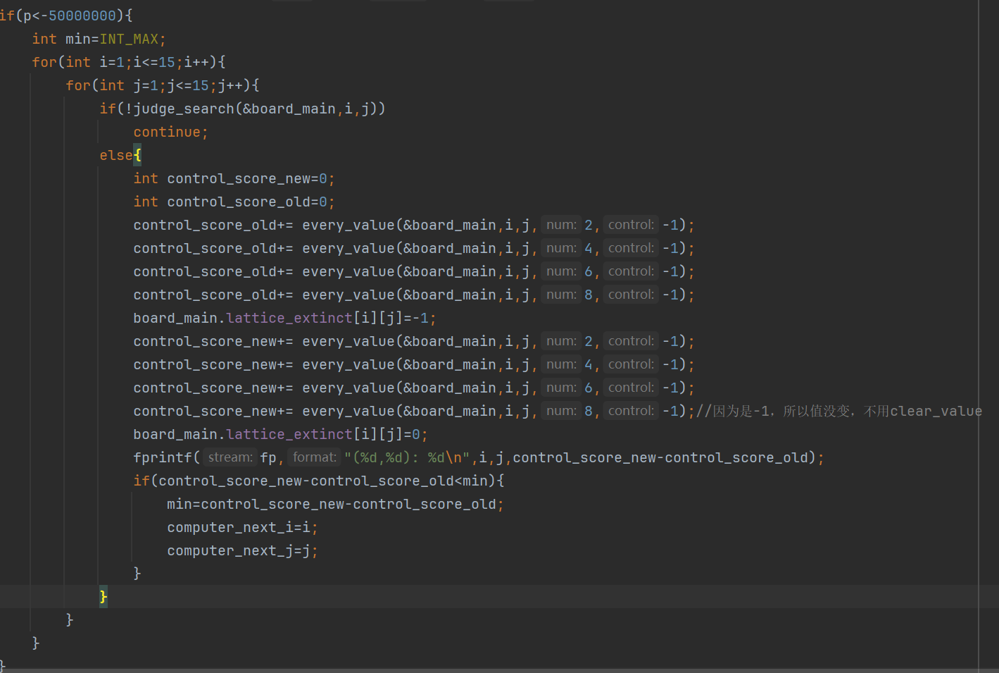 if(p<-50000000){
    int min=INT_MAX;
    for(int i=1;i<=15;i++){
        for(int j=1;j<=15;j++){
            if(!judge_search(&board_main,i,j))
                continue;
            else{
                int control_score_new=0;
                int control_score_old=0;
                control_score_old+= every_value(&board_main,i,j, num: 2, control: -1);
                control_score_old+= every_value(&board_main,i,j, num: 4, control: -1);
                control_score_old+= every_value(&board_main,i,j, num: 6, control: -1);
                control_score_old+= every_value(&board_main,i,j, num: 8, control: -1);
                board_main.lattice_extinct[i][j]=-1;
                control_score_new+= every_value(&board_main,i,j, num: 2, control: -1);
                control_score_new+= every_value(&board_main,i,j, num: 4, control: -1);
                control_score_new+= every_value(&board_main,i,j, num: 6, control: -1);
                control_score_new+= every_value(&board_main,i,j, num: 8, control: -1);//因为是-1，所以值没变，不用clear_value
                board_main.lattice_extinct[i][j]=0;
                fprintf( stream: fp, format: "(%d,%d): %d\n",i,j,control_score_new-control_score_old);
                if(control_score_new-control_score_old<min){
                    min=control_score_new-control_score_old;
                    computer_next_i=i;
                    computer_next_j=j;
                }
            }
        }
    }
}